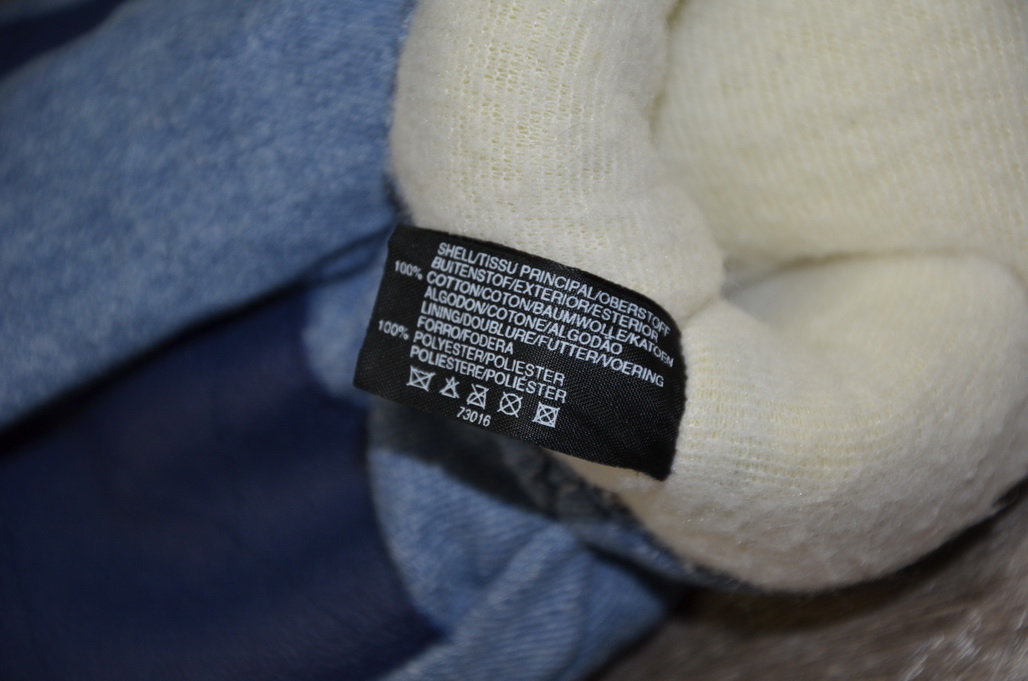 SHELL/TISSU PRINCIPAL/OBERSTOFF
100% BUITENSTOF/EXTERIOR/ESTERIOR
COTTON/COTON/BAUMWOLLE/KATOEN
ALGODON/COTONE/ALGODÃO
LINING/DOUBLURE/FUTTER/VOERING
100% FORRO/FODERA
POLYESTER/POLIESTER
POLIESTERE/POLIÉSTER
73016